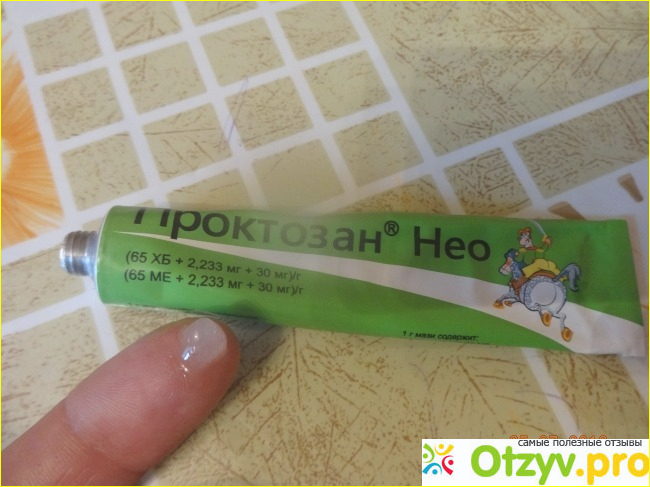 Проктозан® Нео
(65 ХБ + 2,233 мг + 30 мг)/г
(65 МЕ + 2,233 мг + 30 мг)/г
1 г мази содержит:
самые полезные отзывы
Otzyv.pro